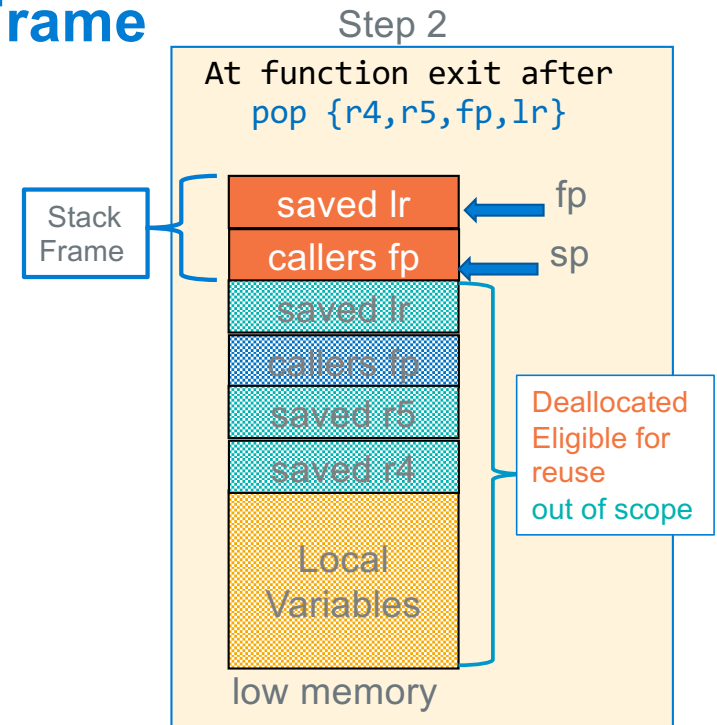 rame
Step 2
At function exit after
pop {r4,r5,fp,lr}
Stack
Frame
saved lr
fp
callers fp
sp
saved lr
callers fp
saved r5
saved r4
Local
Variables
Deallocated
Eligible for
reuse
out of scope
low memory